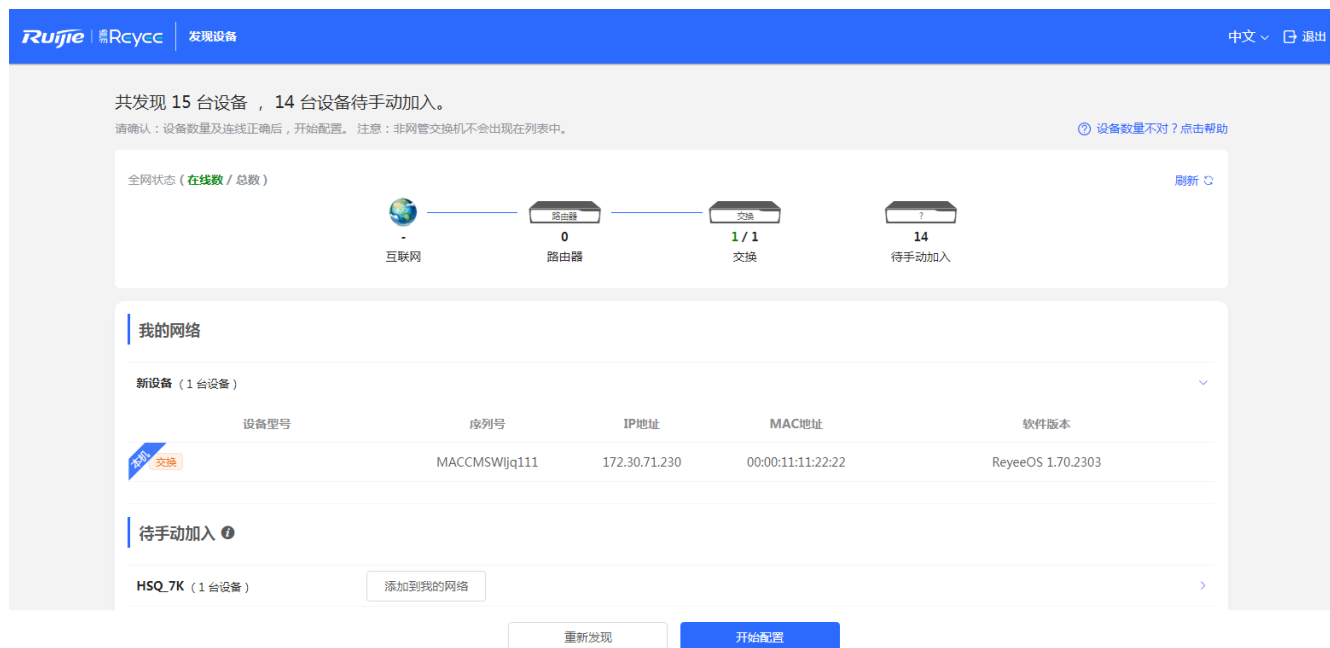 Ruijie | 睿易 Reyee 发现设备 中文 退出
共发现 15 台设备 ， 14 台设备待手动加入。
请确认：设备数量及连线正确后，开始配置。 注意：非网管交换机不会出现在列表中。 设备数量不对？点击帮助
全网状态 ( 在线数 / 总数 ) 刷新
路由器 交换 ?
- 0 1 / 1 14
互联网 路由器 交换 待手动加入
我的网络
新设备 （ 1 台设备 ）
设备型号 序列号 IP地址 MAC地址 软件版本
本机 交换 MACCMSWljq111 172.30.71.230 00:00:11:11:22:22 ReyeeOS 1.70.2303
待手动加入
HSQ_7K （ 1 台设备 ） 添加到我的网络
重新发现 开始配置